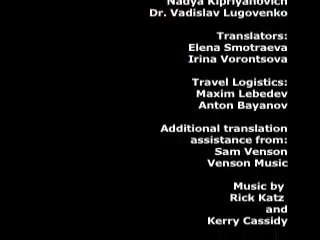 Nadya Kipriyanovich
Dr. Vadislav Lugovenko
Translators:
Elena Smotraeva
Irina Vorontsova
Travel Logistics:
Maxim Lebedev
Anton Bayanov
Additional translation
assistance from:
Sam Venson
Venson Music
Music by
Rick Katz
and
Kerry Cassidy